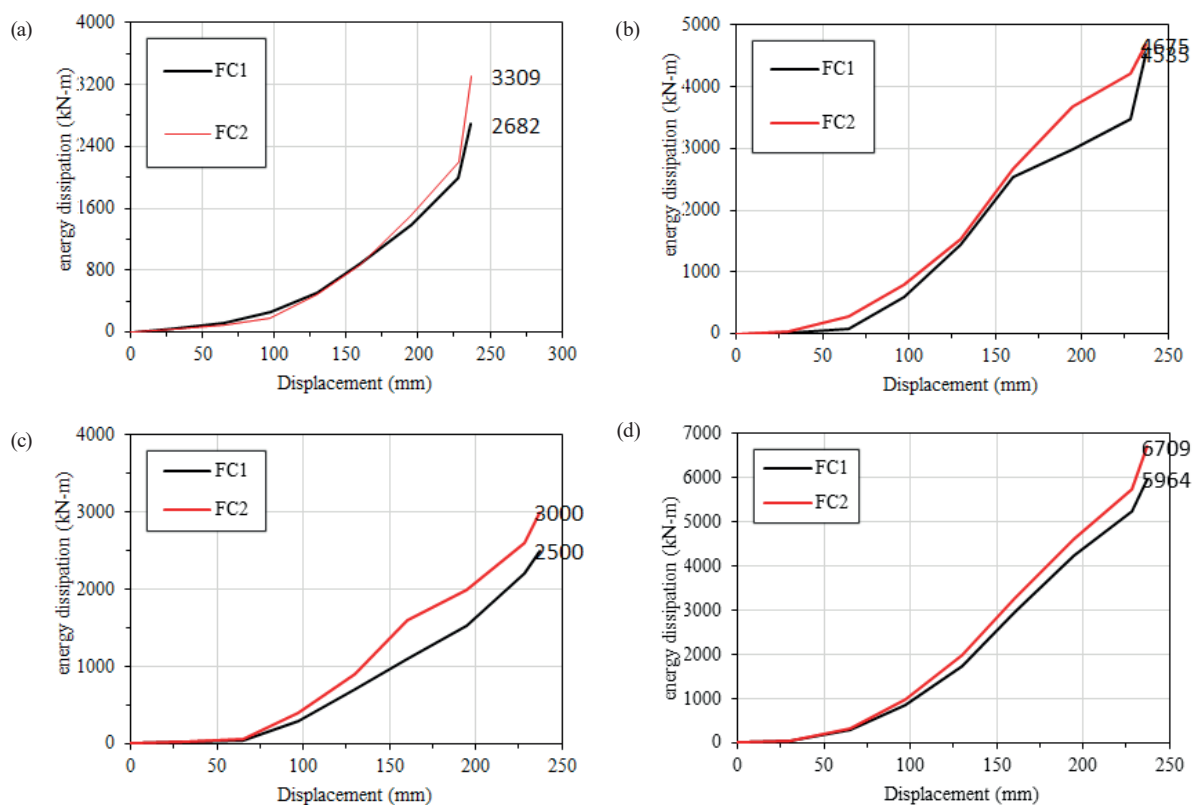 (a)
energy dissipation (kN-m)
4000
3200
2400
1600
800
0
FC1
FC2
3309
2682
0 50 100 150 200 250 300
Displacement (mm)
(b)
energy dissipation (kN-m)
5000
4000
3000
2000
1000
0
FC1
FC2
4675
4535
0 50 100 150 200 250
Displacement (mm)
(c)
energy dissipation (kN-m)
4000
3000
2000
1000
0
FC1
FC2
3000
2500
0 50 100 150 200 250
Displacement (mm)
(d)
energy dissipation (kN-m)
7000
6000
5000
4000
3000
2000
1000
0
FC1
FC2
6709
5964
0 50 100 150 200 250
Displacement (mm)